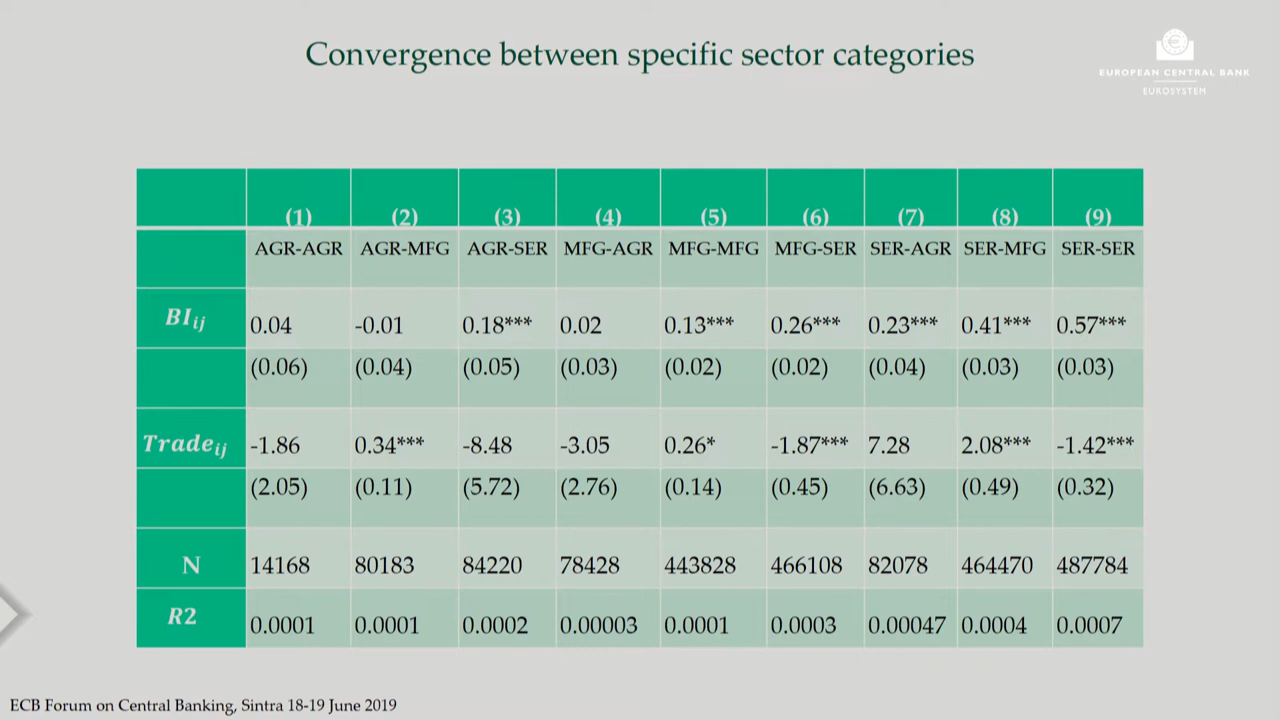 Convergence between specific sector categories
EUROPEAN CENTRAL BANK
EUROSYSTEM
(1) (2) (3) (4) (5) (6) (7) (8) (9)
AGR-AGR AGR-MFG AGR-SER MFG-AGR MFG-MFG MFG-SER SER-AGR SER-MFG SER-SER
BIij 0.04 -0.01 0.18*** 0.02 0.13*** 0.26*** 0.23*** 0.41*** 0.57***
(0.06) (0.04) (0.05) (0.03) (0.02) (0.02) (0.04) (0.03) (0.03)
Tradeij -1.86 0.34*** -8.48 -3.05 0.26* -1.87*** 7.28 2.08*** -1.42***
(2.05) (0.11) (5.72) (2.76) (0.14) (0.45) (6.63) (0.49) (0.32)
N 14168 80183 84220 78428 443828 466108 82078 464470 487784
R2 0.0001 0.0001 0.0002 0.00003 0.0001 0.0003 0.00047 0.0004 0.0007
ECB Forum on Central Banking, Sintra 18-19 June 2019